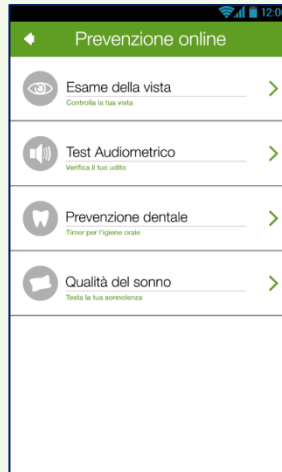 12:0
Prevenzione online
Esame della vista
Controlla la tua vista
Test Audiometrico
Verifica il tuo udito
Prevenzione dentale
Timer per l'igiene orale
Qualità del sonno
Testa la tua sonnolenza